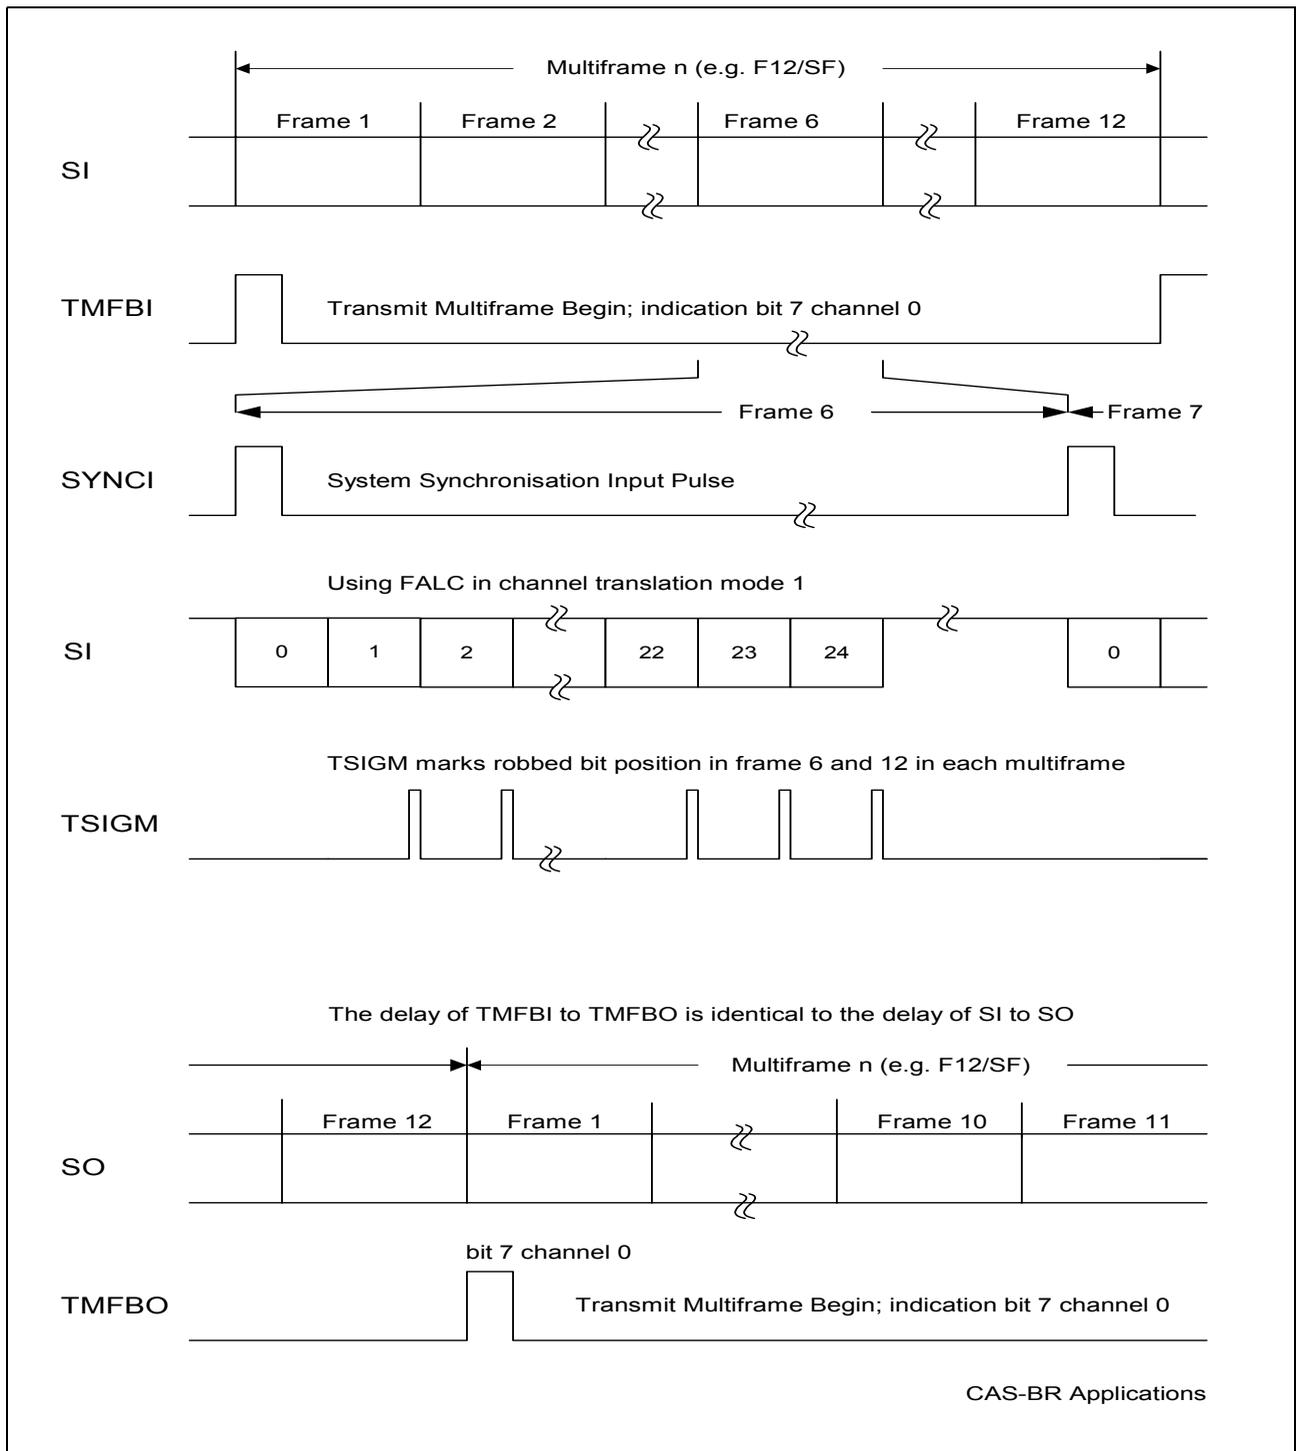 Multiframe n (e.g. F12/SF)
Frame 1 Frame 2 Frame 6 Frame 12
SI
TMFBI Transmit Multiframe Begin; indication bit 7 channel 0
Frame 6 Frame 7
SYNCI System Synchronisation Input Pulse
Using FALC in channel translation mode 1
SI 0 1 2 22 23 24 0
TSIGM marks robbed bit position in frame 6 and 12 in each multiframe
TSIGM
The delay of TMFBI to TMFBO is identical to the delay of SI to SO
Multiframe n (e.g. F12/SF)
Frame 12 Frame 1 Frame 10 Frame 11
SO
bit 7 channel 0
TMFBO Transmit Multiframe Begin; indication bit 7 channel 0
CAS-BR Applications